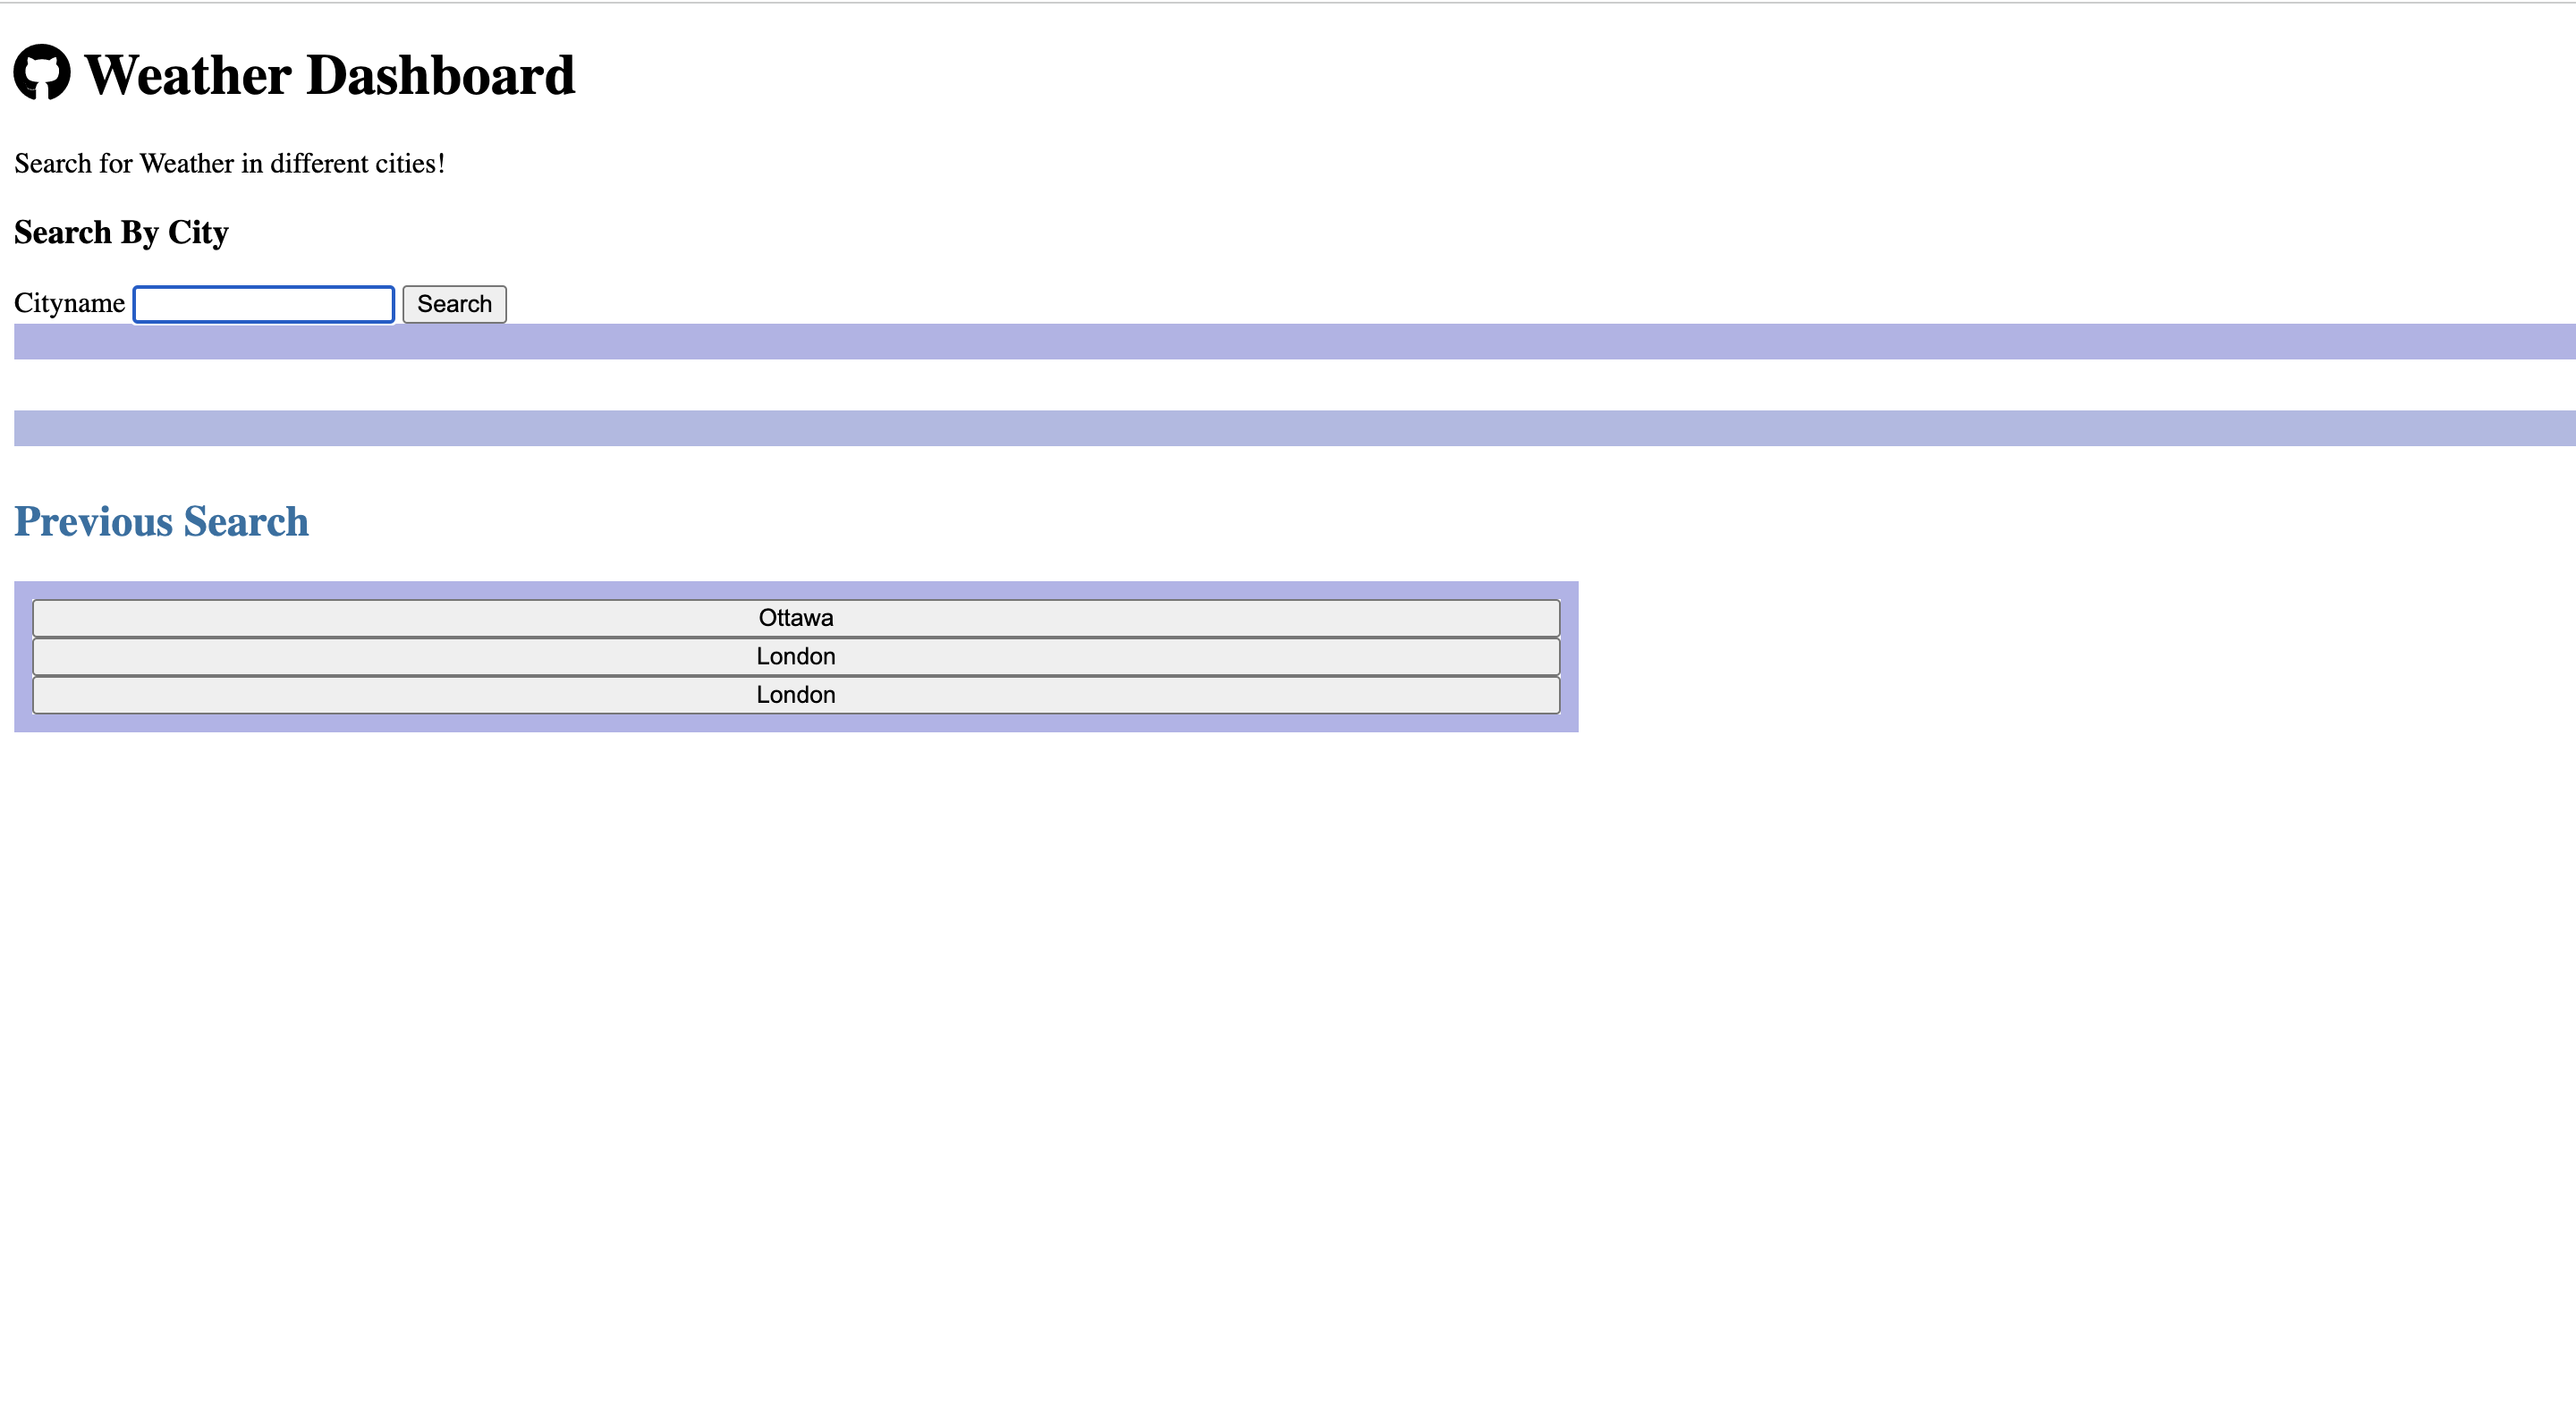 Weather Dashboard
Search for Weather in different cities!
Search By City
Cityname Search
Previous Search
Ottawa
London
London